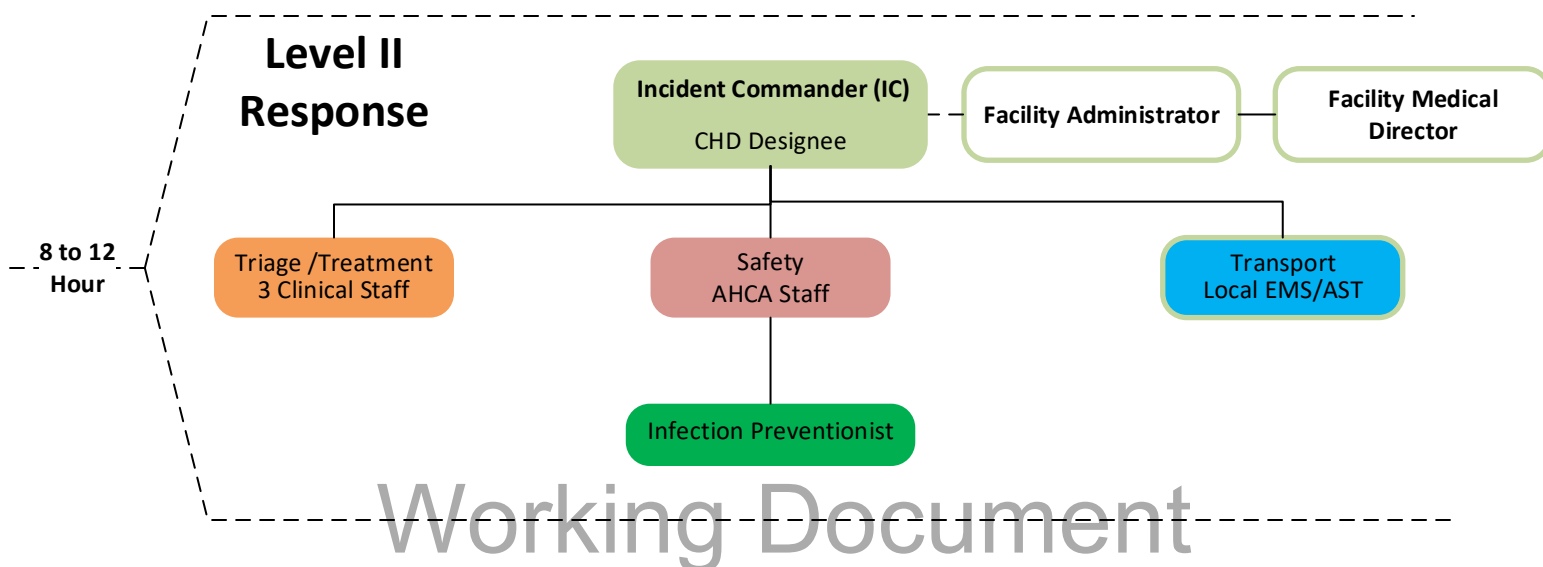 Level II
Response
Incident Commander (IC)
CHD Designee
Facility Administrator
Facility Medical
Director
8 to 12
Hour
Triage /Treatment
3 Clinical Staff
Safety
AHCA Staff
Transport
Local EMS/AST
Infection Preventionist
Working Document